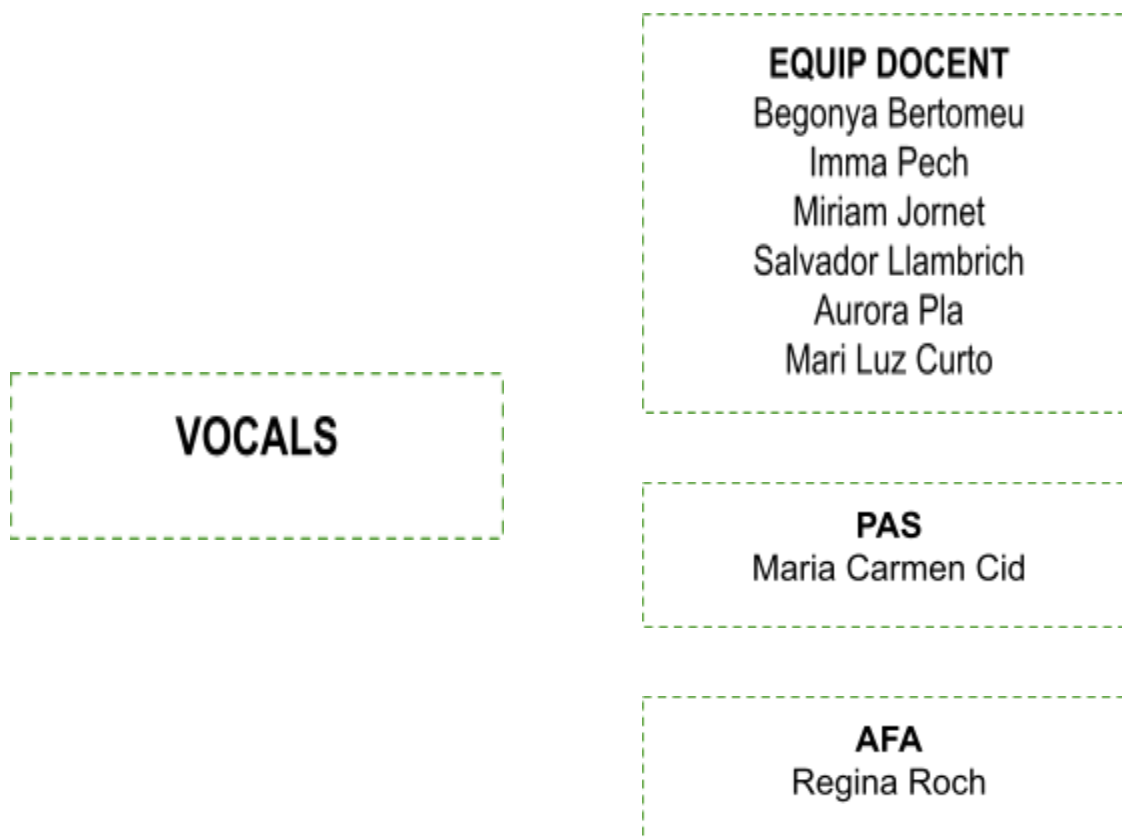 VOCALS
EQUIP DOCENT
Begonya Bertomeu
Imma Pech
Miriam Jornet
Salvador Llambrich
Aurora Pla
Mari Luz Curto
PAS
Maria Carmen Cid
AFA
Regina Roch